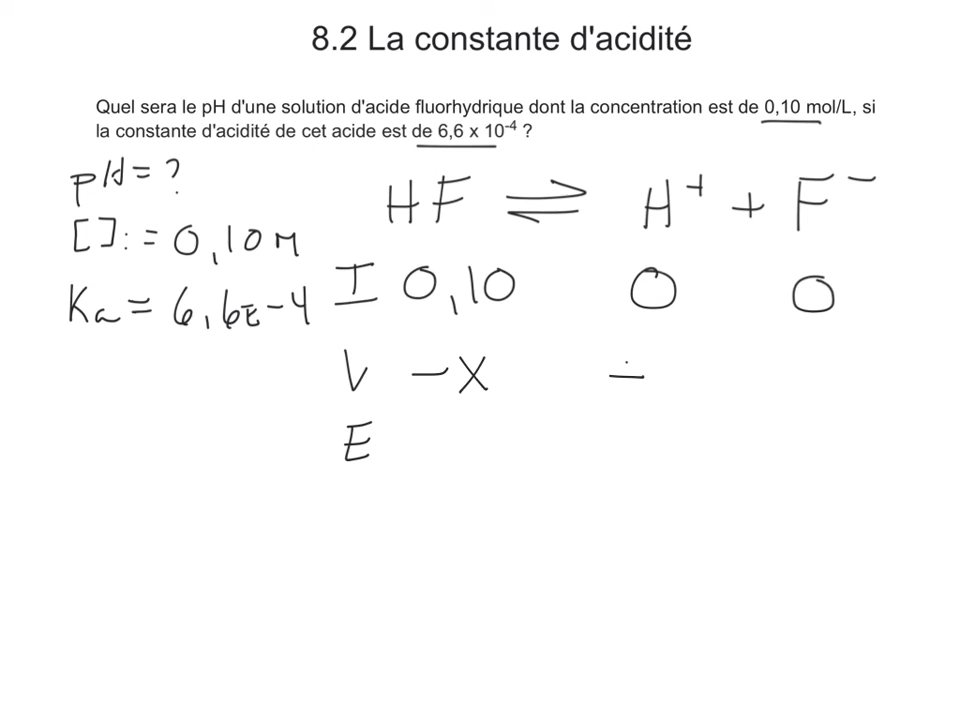 8.2 La constante d'acidité
Quel sera le pH d'une solution d'acide fluorhydrique dont la concentration est de 0,10 mol/L, si
la constante d'acidité de cet acide est de 6,6 x 10⁻⁴ ?
pH = ?
[ ]i = 0,10 M
Ka = 6,6E-4
HF ⇌ H⁺ + F⁻
I 0,10 0 0
V -x -
E